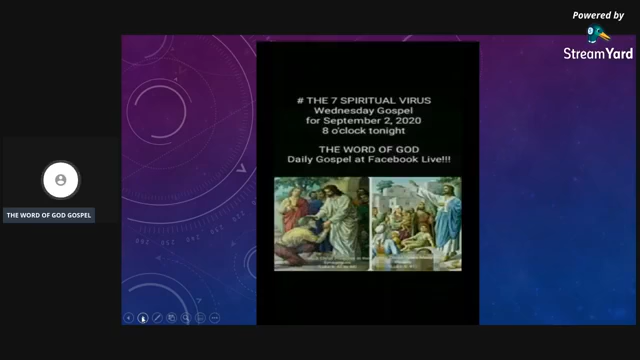 Powered by
StreamYard
# THE 7 SPIRITUAL VIRUS
Wednesday Gospel
for September 2, 2020
8 o'clock tonight
THE WORD OF GOD
Daily Gospel at Facebook Live!!!
THE WORD OF GOD GOSPEL